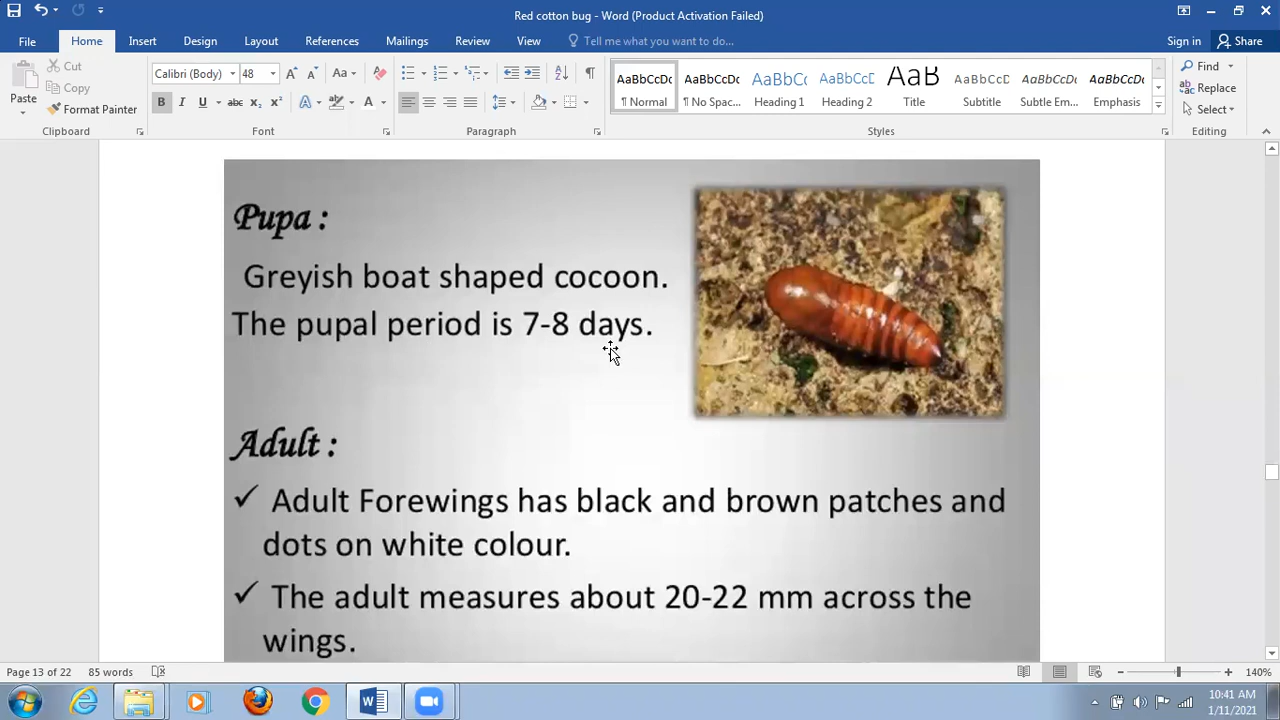 Red cotton bug - Word (Product Activation Failed)
File Home Insert Design Layout References Mailings Review View Tell me what you want to do... Sign in Share
Paste Cut Copy Format Painter
Calibri (Body) 48
AaBbCcDc AaBbCcDc AaBbCc AaBbCcD AaB AaBbCcDc AaBbCcDc AaBbCcDc
¶ Normal ¶ No Spac... Heading 1 Heading 2 Title Subtitle Subtle Em... Emphasis
Find Replace Select
Clipboard Font Paragraph Styles Editing
Pupa :
Greyish boat shaped cocoon.
The pupal period is 7-8 days.
Adult :
✓ Adult Forewings has black and brown patches and
dots on white colour.
✓ The adult measures about 20-22 mm across the
wings.
Page 13 of 22 85 words 140%
10:41 AM
1/11/2021